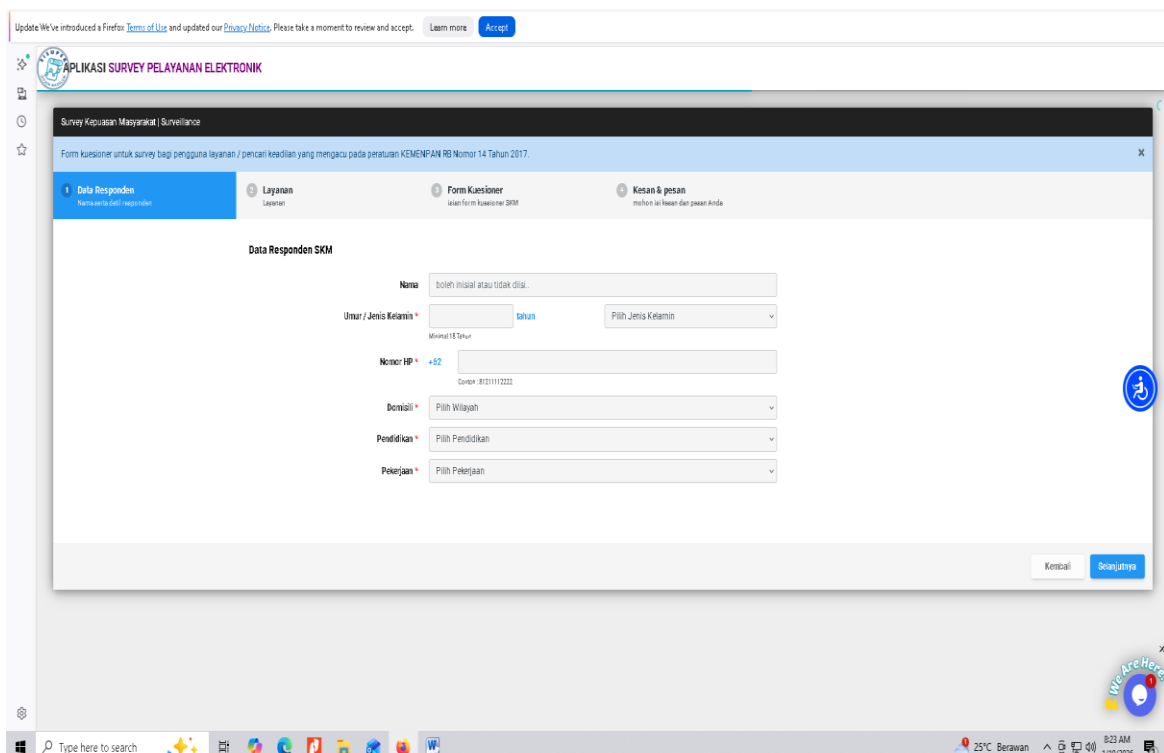 Update We've introduced a Firefox Terms of Use and updated our Privacy Notice. Please take a moment to review and accept. Learn more Accept
APLIKASI SURVEY PELAYANAN ELEKTRONIK
Survey Kepuasan Masyarakat | Surveillance
Form kuesioner untuk survey bagi pengguna layanan / pencari keadilan yang mengacu pada peraturan KEMENPAN RB Nomor 14 Tahun 2017. x
1 Data Responden
Nama serta detil responden
2 Layanan
Layanan
3 Form Kuesioner
isian form kuesioner SKM
4 Kesan & pesan
mohon isi kesan dan pesan Anda
Data Responden SKM
Nama boleh inisial atau tidak diisi..
Umur / Jenis Kelamin * tahun Pilih Jenis Kelamin
Minimal 18 Tahun
Nomor HP * +62
Contoh : 81211112222
Domisili * Pilih Wilayah
Pendidikan * Pilih Pendidikan
Pekerjaan * Pilih Pekerjaan
Kembali Selanjutnya
We Are Here
1
Type here to search
25°C Berawan
8:23 AM